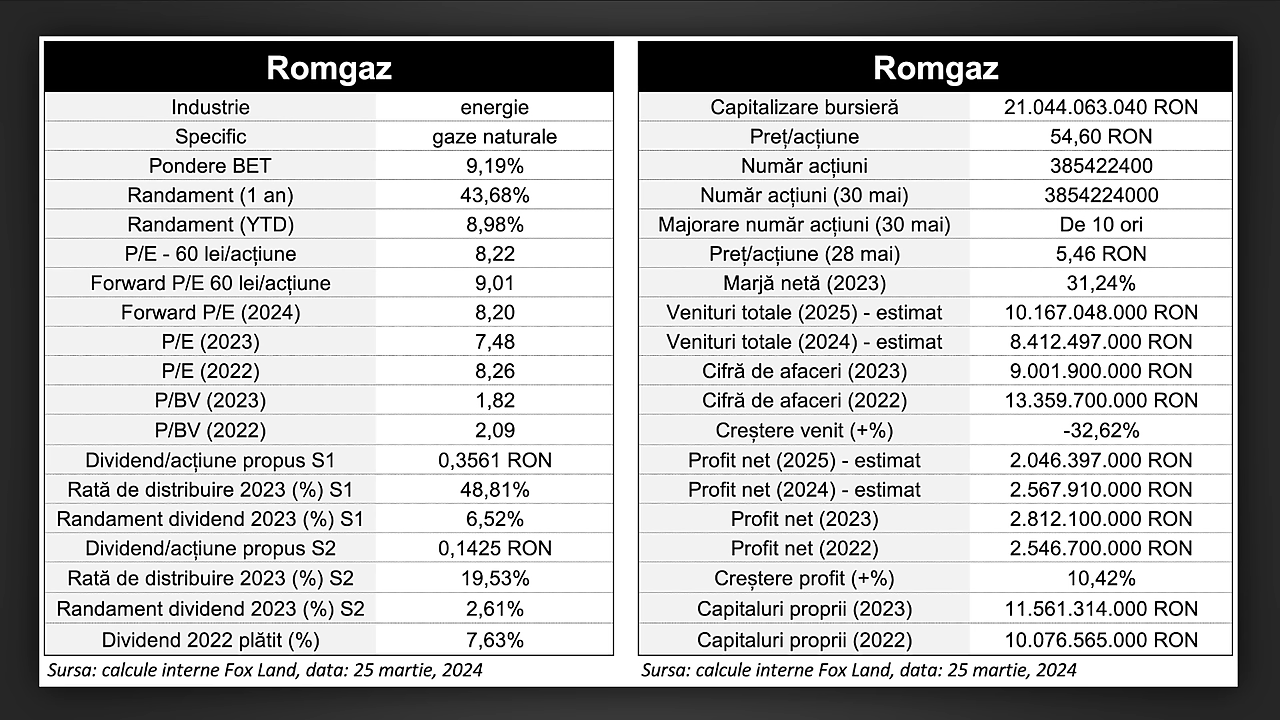 Romgaz
Industrie energie
Specific gaze naturale
Pondere BET 9,19%
Randament (1 an) 43,68%
Randament (YTD) 8,98%
P/E - 60 lei/acțiune 8,22
Forward P/E 60 lei/acțiune 9,01
Forward P/E (2024) 8,20
P/E (2023) 7,48
P/E (2022) 8,26
P/BV (2023) 1,82
P/BV (2022) 2,09
Dividend/acțiune propus S1 0,3561 RON
Rată de distribuire 2023 (%) S1 48,81%
Randament dividend 2023 (%) S1 6,52%
Dividend/acțiune propus S2 0,1425 RON
Rată de distribuire 2023 (%) S2 19,53%
Randament dividend 2023 (%) S2 2,61%
Dividend 2022 plătit (%) 7,63%
Sursa: calcule interne Fox Land, data: 25 martie, 2024
Romgaz
Capitalizare bursieră 21.044.063.040 RON
Preț/acțiune 54,60 RON
Număr acțiuni 385422400
Număr acțiuni (30 mai) 3854224000
Majorare număr acțiuni (30 mai) De 10 ori
Preț/acțiune (28 mai) 5,46 RON
Marjă netă (2023) 31,24%
Venituri totale (2025) - estimat 10.167.048.000 RON
Venituri totale (2024) - estimat 8.412.497.000 RON
Cifră de afaceri (2023) 9.001.900.000 RON
Cifră de afaceri (2022) 13.359.700.000 RON
Creștere venit (+%) -32,62%
Profit net (2025) - estimat 2.046.397.000 RON
Profit net (2024) - estimat 2.567.910.000 RON
Profit net (2023) 2.812.100.000 RON
Profit net (2022) 2.546.700.000 RON
Creștere profit (+%) 10,42%
Capitaluri proprii (2023) 11.561.314.000 RON
Capitaluri proprii (2022) 10.076.565.000 RON
Sursa: calcule interne Fox Land, data: 25 martie, 2024